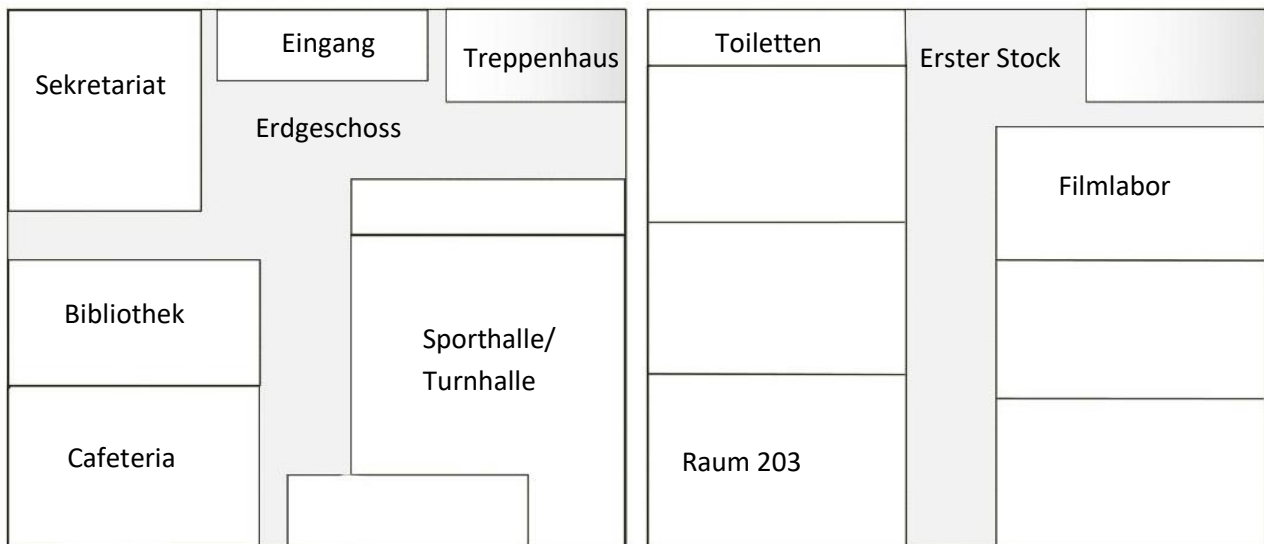 Sekretariat
Eingang
Treppenhaus
Erdgeschoss
Bibliothek
Sporthalle/
Turnhalle
Cafeteria
Toiletten
Erster Stock
Filmlabor
Raum 203